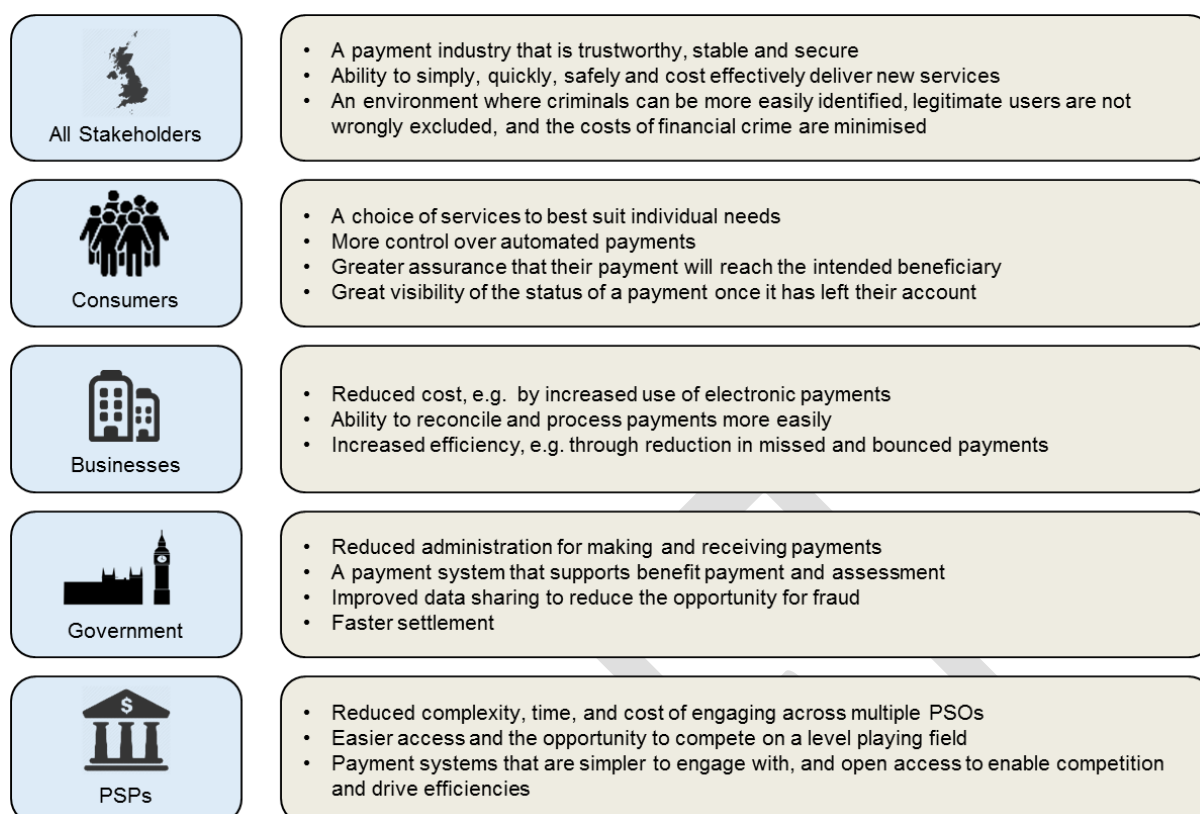 All Stakeholders
• A payment industry that is trustworthy, stable and secure
• Ability to simply, quickly, safely and cost effectively deliver new services
• An environment where criminals can be more easily identified, legitimate users are not
wrongly excluded, and the costs of financial crime are minimised
Consumers
• A choice of services to best suit individual needs
• More control over automated payments
• Greater assurance that their payment will reach the intended beneficiary
• Great visibility of the status of a payment once it has left their account
Businesses
• Reduced cost, e.g. by increased use of electronic payments
• Ability to reconcile and process payments more easily
• Increased efficiency, e.g. through reduction in missed and bounced payments
Government
• Reduced administration for making and receiving payments
• A payment system that supports benefit payment and assessment
• Improved data sharing to reduce the opportunity for fraud
• Faster settlement
$
PSPs
• Reduced complexity, time, and cost of engaging across multiple PSOs
• Easier access and the opportunity to compete on a level playing field
• Payment systems that are simpler to engage with, and open access to enable competition
and drive efficiencies